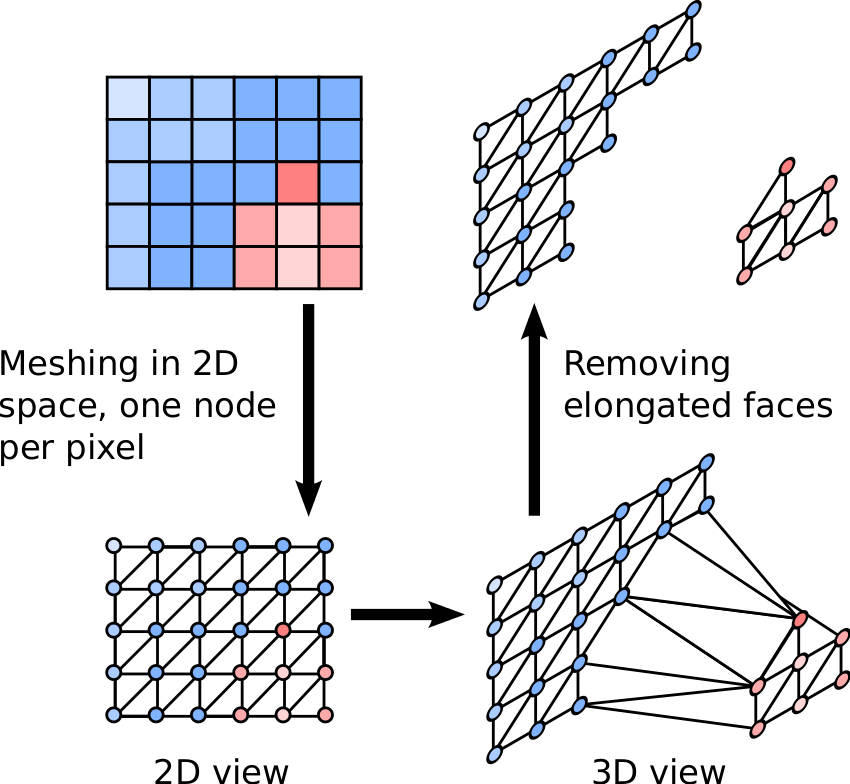 Meshing in 2D
space, one node
per pixel
Removing
elongated faces
2D view
3D view